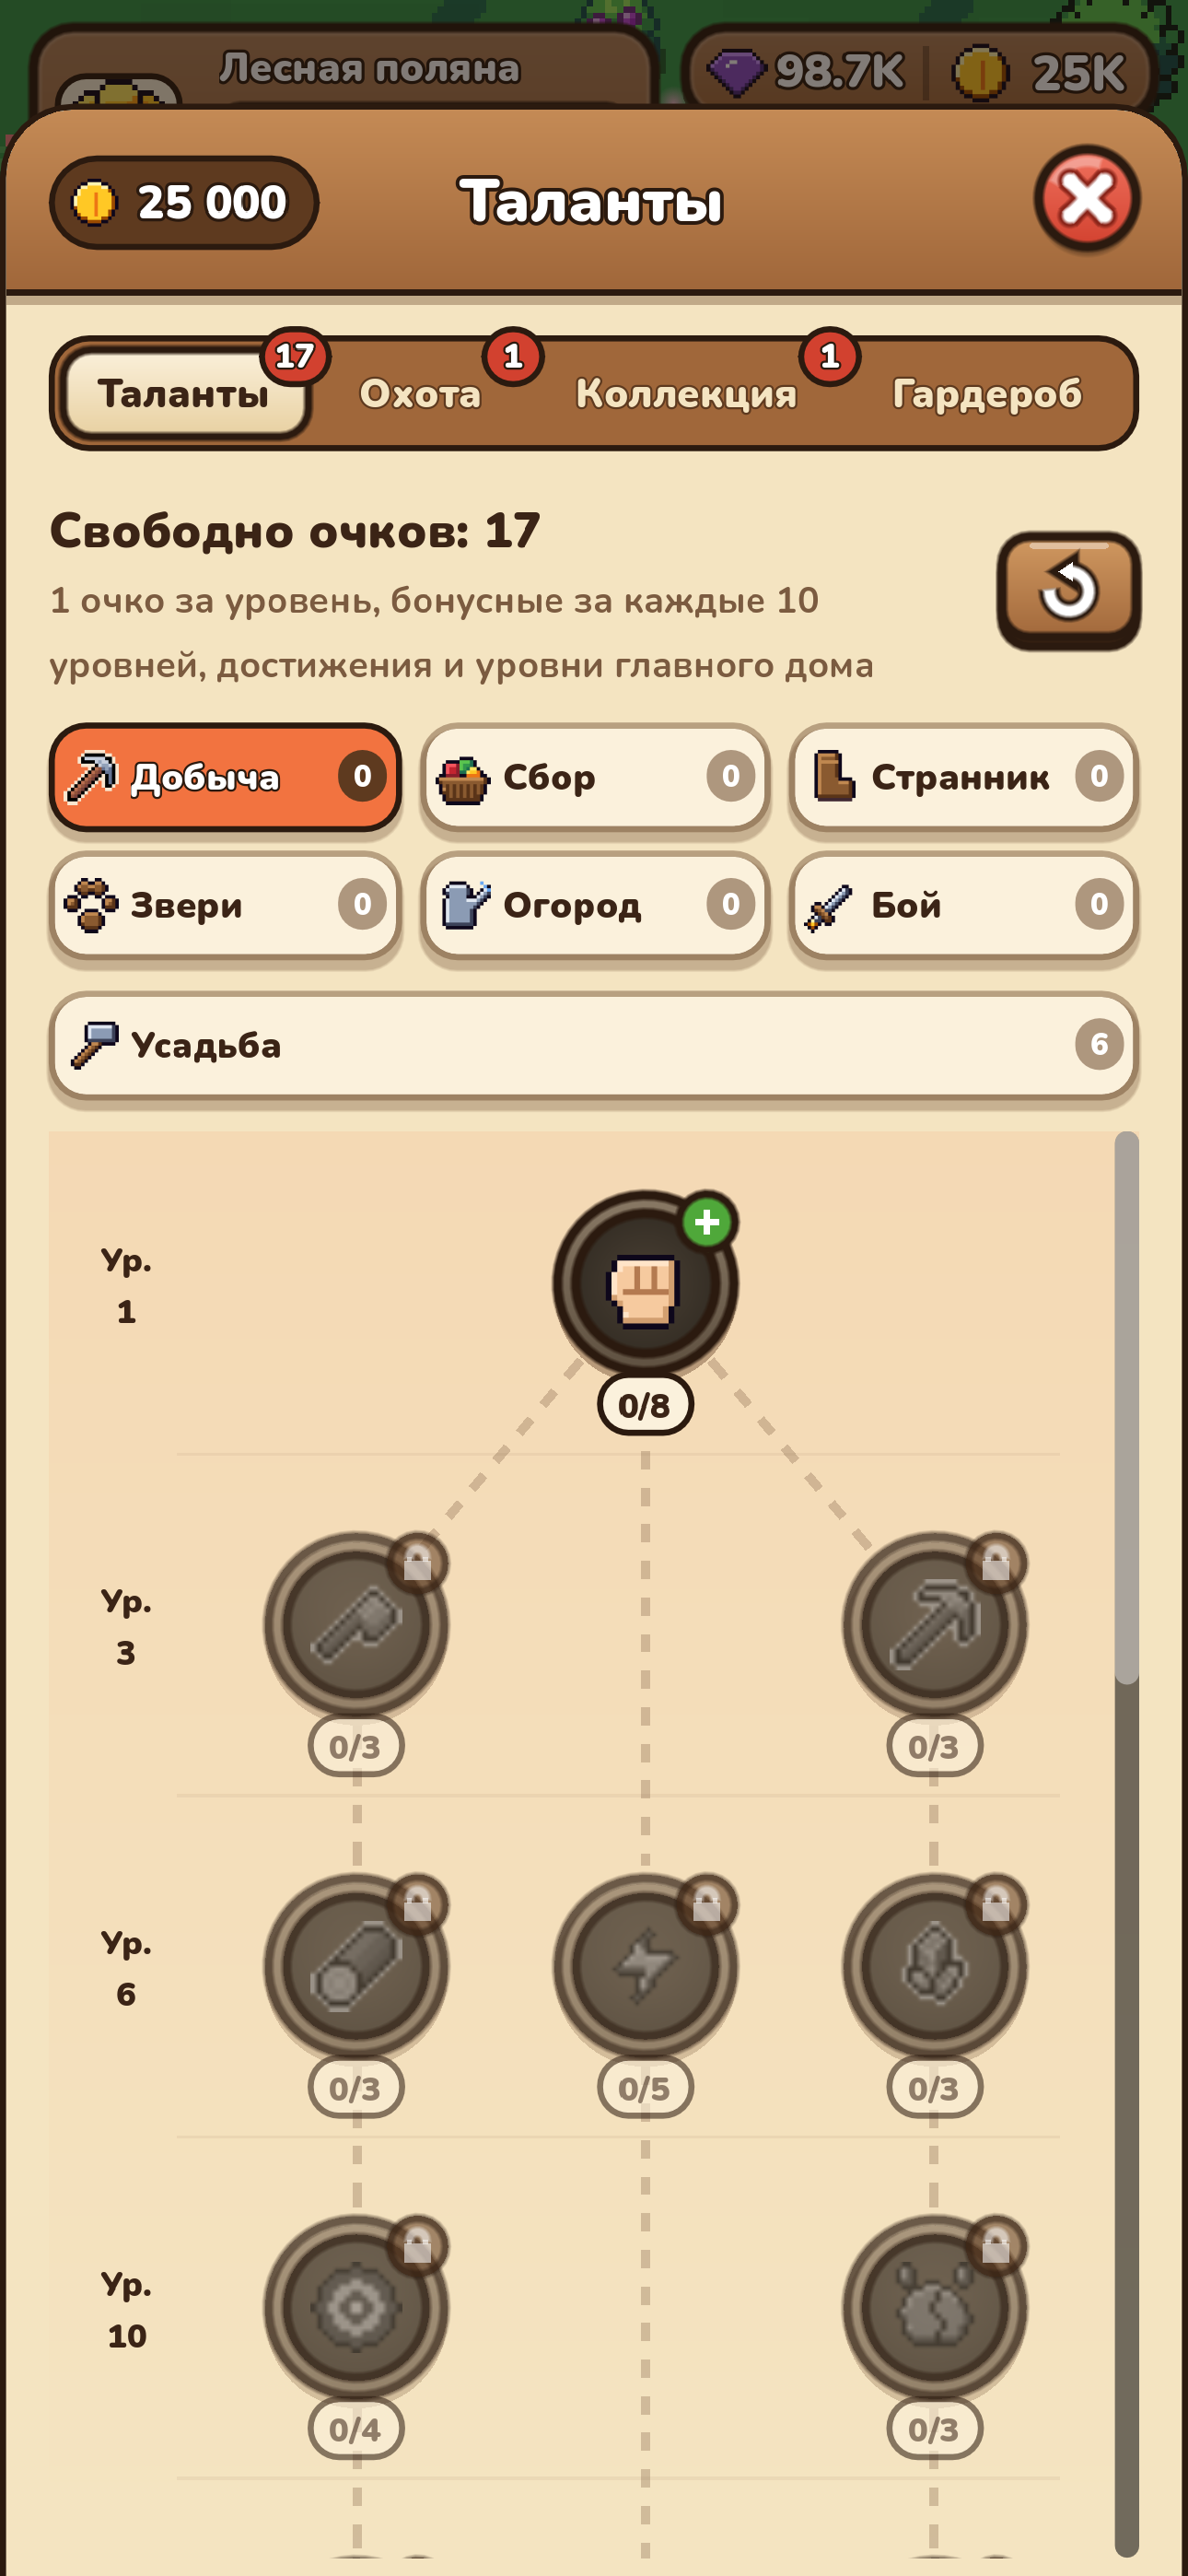 Лесная поляна
98.7K
25K
25 000
Таланты
17
1
1
Таланты
Охота
Коллекция
Гардероб
Свободно очков: 17
1 очко за уровень, бонусные за каждые 10
уровней, достижения и уровни главного дома
Добыча 0
Сбор 0
Странник 0
Звери 0
Огород 0
Бой 0
Усадьба 6
Ур.
1
0/8
Ур.
3
0/3
0/3
Ур.
6
0/3
0/5
0/3
Ур.
10
0/4
0/3